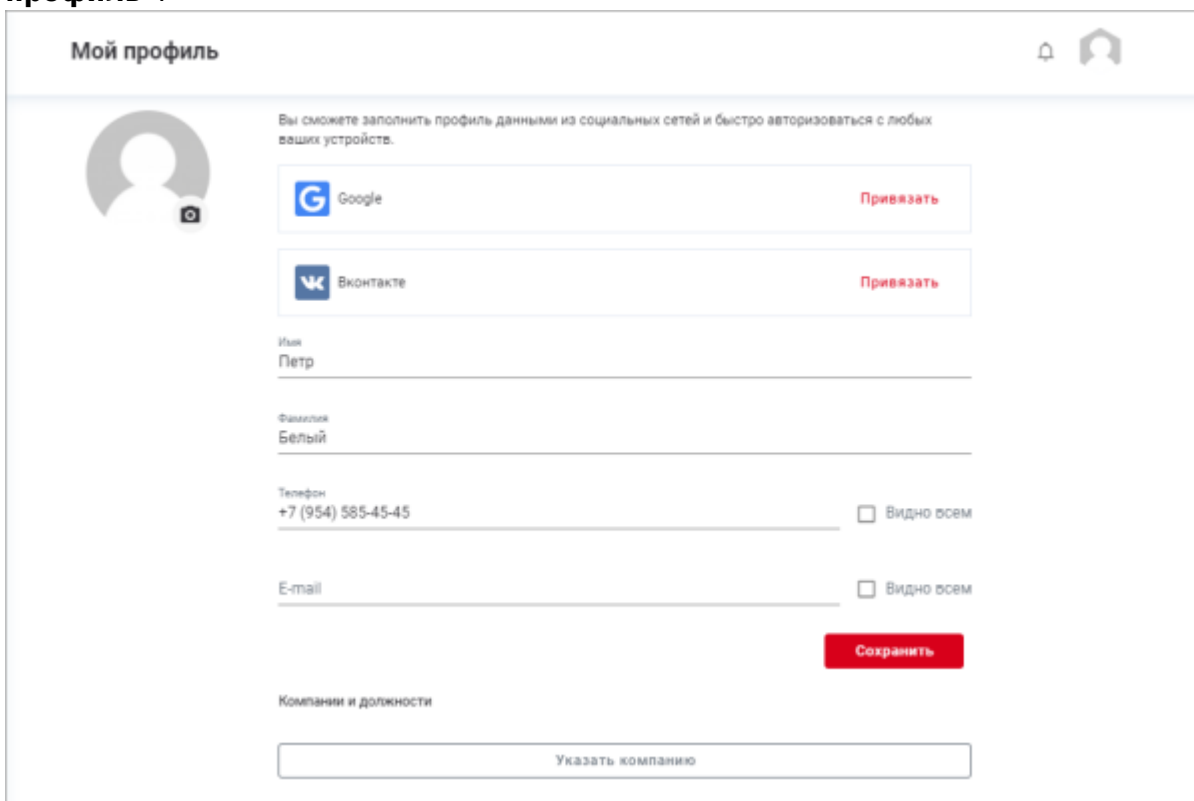 профиль".
Мой профиль
Вы сможете заполнить профиль данными из социальных сетей и быстро авторизоваться с любых
ваших устройств.
Google
Привязать
Вконтакте
Привязать
Имя
Петр
Фамилия
Белый
Телефон
+7 (954) 585-45-45
Видно всем
E-mail
Видно всем
Сохранить
Компании и должности
Указать компанию